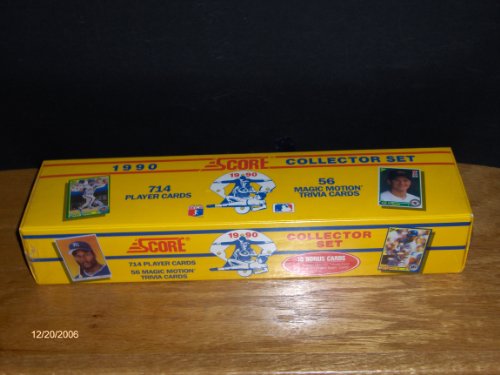 1990 SCORE COLLECTOR SET
1990
714
PLAYER CARDS
56
MAGIC MOTION
TRIVIA CARDS
SCORE
1990
COLLECTOR
SET
714 PLAYER CARDS
56 MAGIC MOTION
TRIVIA CARDS
10 BONUS CARDS
12/20/2006